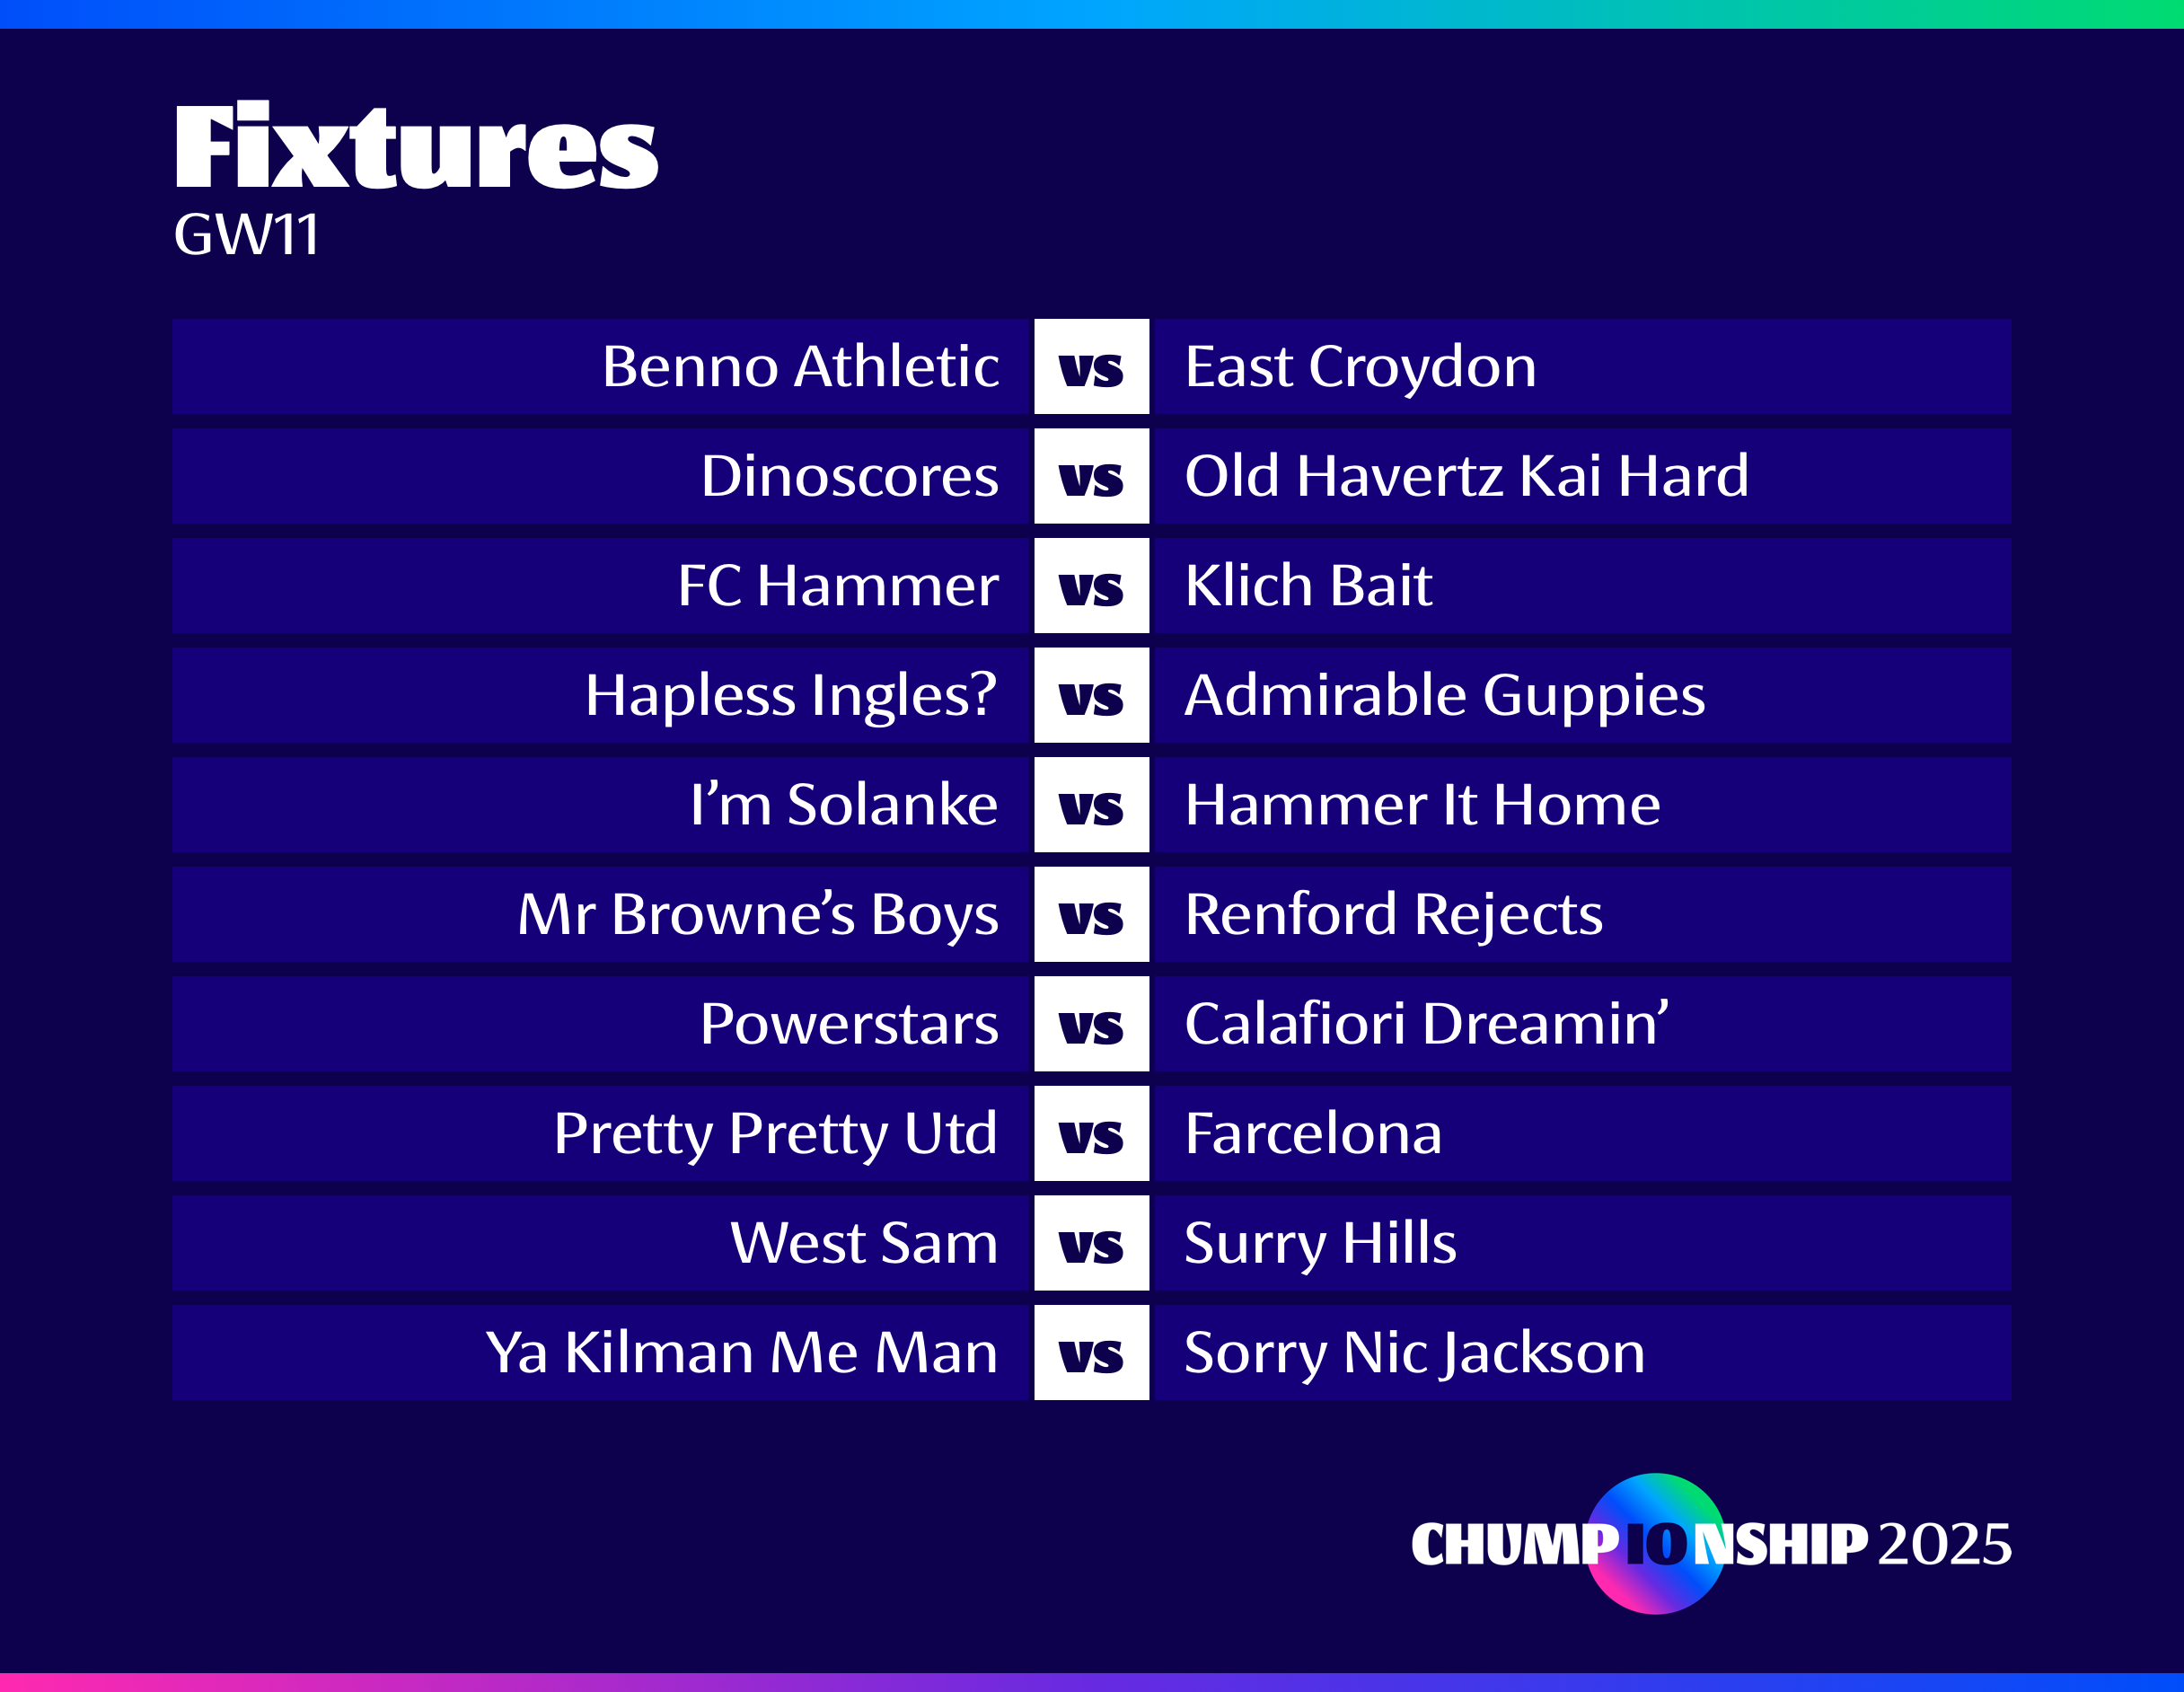 Fixtures
GW11
Benno Athletic vs East Croydon
Dinoscores vs Old Havertz Kai Hard
FC Hammer vs Klich Bait
Hapless Ingles? vs Admirable Guppies
I’m Solanke vs Hammer It Home
Mr Browne’s Boys vs Renford Rejects
Powerstars vs Calafiori Dreamin’
Pretty Pretty Utd vs Farcelona
West Sam vs Surry Hills
Ya Kilman Me Man vs Sorry Nic Jackson
CHUMPIONSHIP 2025